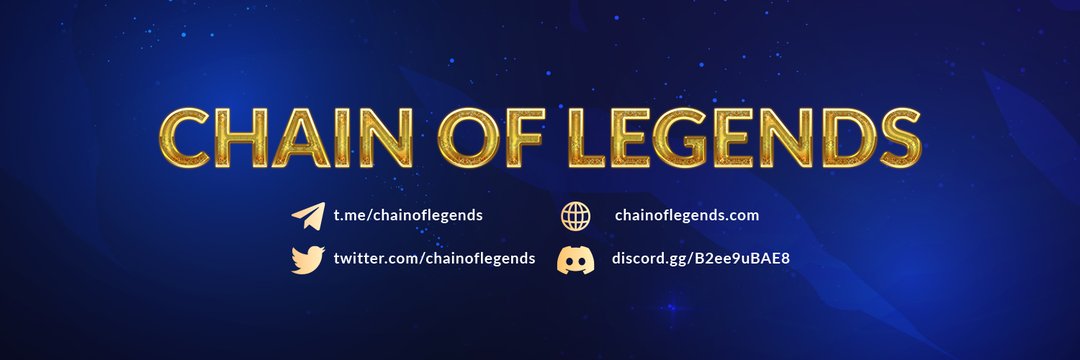 CHAIN OF LEGENDS
t.me/chainoflegends
chainoflegends.com
twitter.com/chainoflegends
discord.gg/B2ee9uBAE8